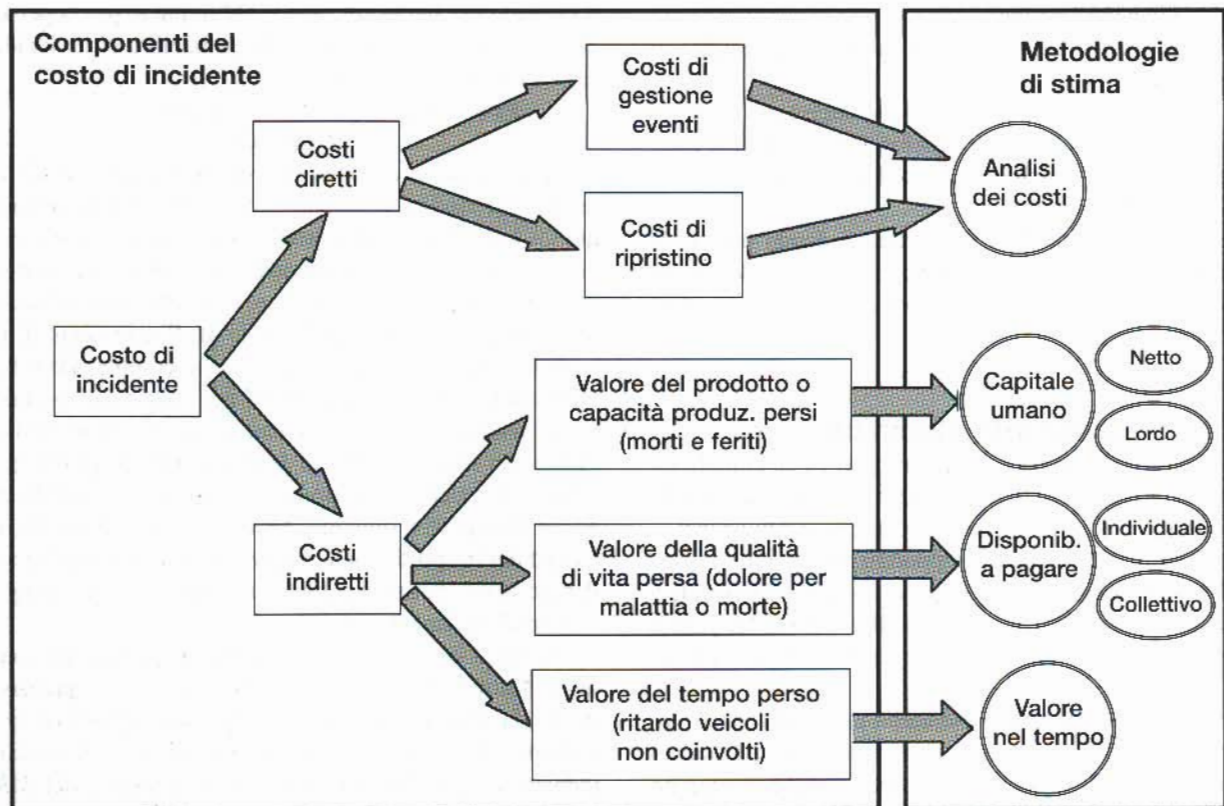 Componenti del
costo di incidente
Metodologie
di stima
Costi di
gestione
eventi
Costi
diretti
Analisi
dei costi
Costi di
ripristino
Costo di
incidente
Valore del prodotto o
capacità produz. persi
(morti e feriti)
Capitale
umano
Netto
Lordo
Costi
indiretti
Valore della qualità
di vita persa (dolore per
malattia o morte)
Disponib.
a pagare
Individuale
Collettivo
Valore del tempo perso
(ritardo veicoli
non coinvolti)
Valore
nel tempo